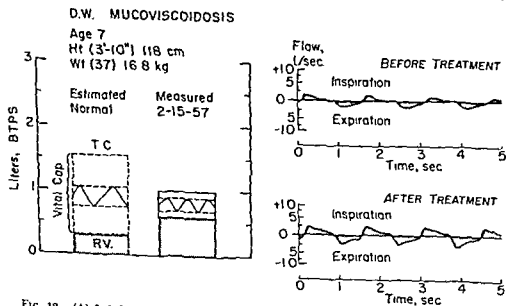 D.W. MUCOVISCOIDOSIS
Age 7
Ht (3'-10") 118 cm
Wt (37) 16 8 kg
Estimated Normal
Measured 2-15-57
Liters, BTPS
3
2
1
0
Vital Cap
TC
RV.
Flow, L/sec
BEFORE TREATMENT
+10
5
0
5
-10
Inspiration
Expiration
0 1 2 3 4 5
Time, sec
AFTER TREATMENT
+10
5
0
5
-10
Inspiration
Expiration
0 1 2 3 4 5
Time, sec